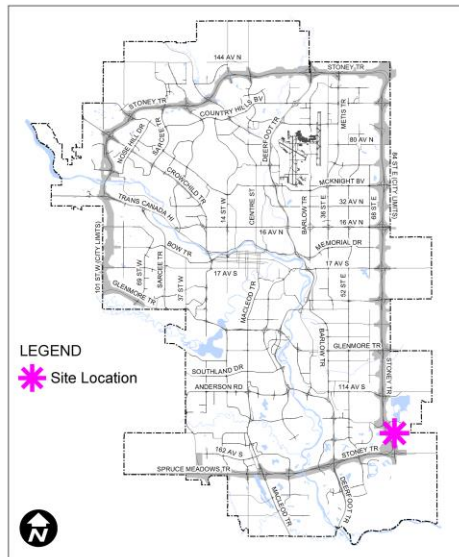 144 AV N
STONEY TR
STONEY TR
COUNTRY HILLS BV
METIS TR
SARCEE TR
NOSE HILL DR
DEERFOOT TR
80 AV N
CROWCHILD TR
MCKNIGHT BV
84 ST E (CITY LIMITS)
TRANS CANADA HI
14 ST W
CENTRE ST
BARLOW TR
36 ST E
32 AV N
68 ST E
16 AV N
16 AV N
BOW TR
MEMORIAL DR
101 ST W (CITY LIMITS)
69 ST W
SARCEE TR
37 ST W
17 AV S
17 AV S
MACLEOD TR
52 ST E
GLENMORE TR
BARLOW TR
GLENMORE TR
STONEY TR
LEGEND
Site Location
SOUTHLAND DR
ANDERSON RD
114 AV S
162 AV S
STONEY TR
SPRUCE MEADOWS TR
MACLEOD TR
DEERFOOT TR
N